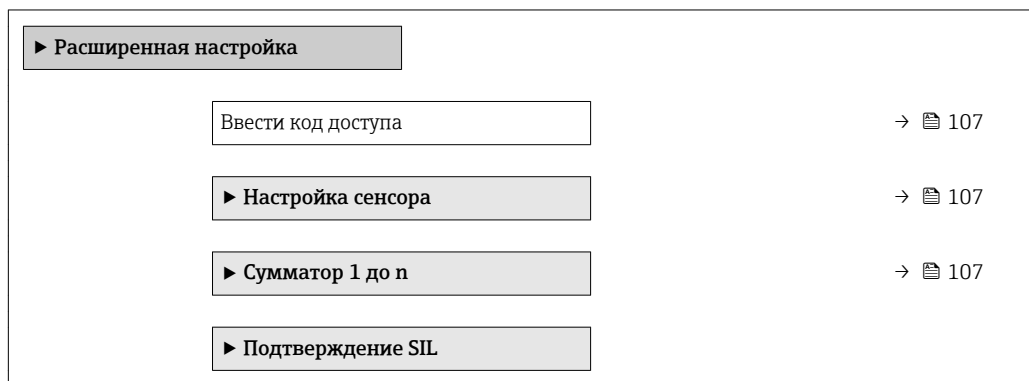 ▶ Расширенная настройка
Ввести код доступа → 107
▶ Настройка сенсора → 107
▶ Сумматор 1 до n → 107
▶ Подтверждение SIL